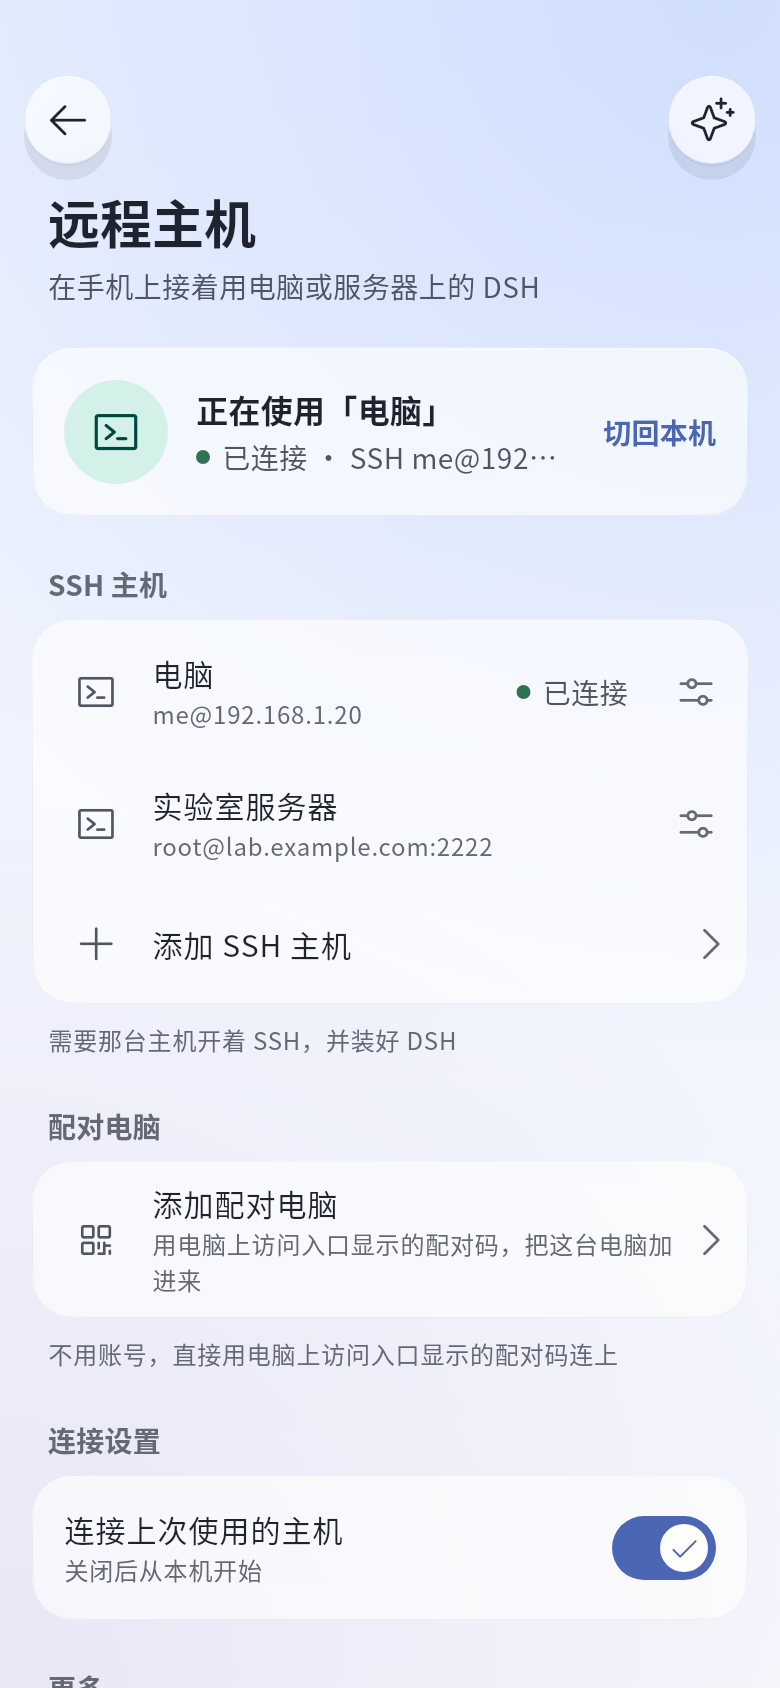 远程主机
在手机上接着用电脑或服务器上的 DSH
正在使用「电脑」
已连接 · SSH me@192…
切回本机
SSH 主机
电脑
me@192.168.1.20
已连接
实验室服务器
root@lab.example.com:2222
添加 SSH 主机
需要那台主机开着 SSH，并装好 DSH
配对电脑
添加配对电脑
用电脑上访问入口显示的配对码，把这台电脑加
进来
不用账号，直接用电脑上访问入口显示的配对码连上
连接设置
连接上次使用的主机
关闭后从本机开始
更多